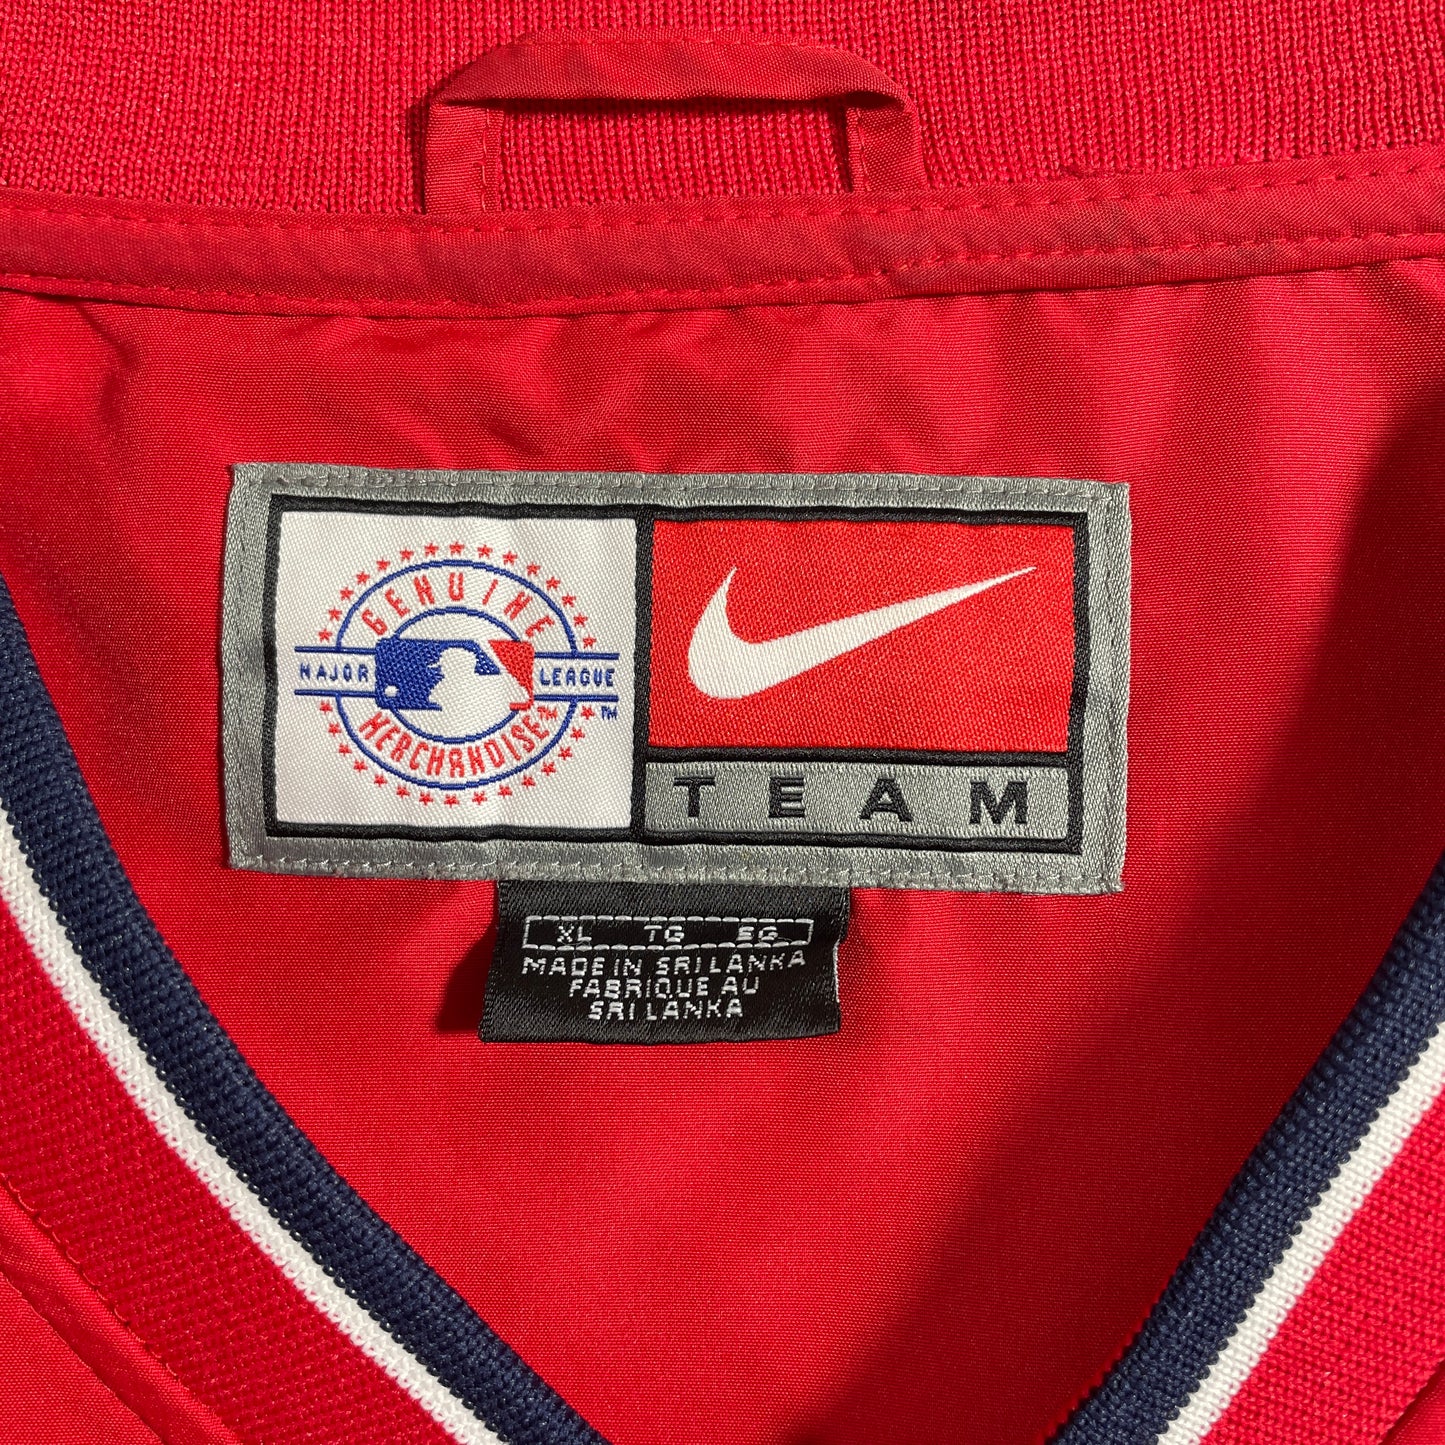 GENUINE
MAJOR LEAGUE
MERCHANDISE
TM
TEAM
XL TG EG
MADE IN SRI LANKA
FABRIQUE AU
SRI LANKA